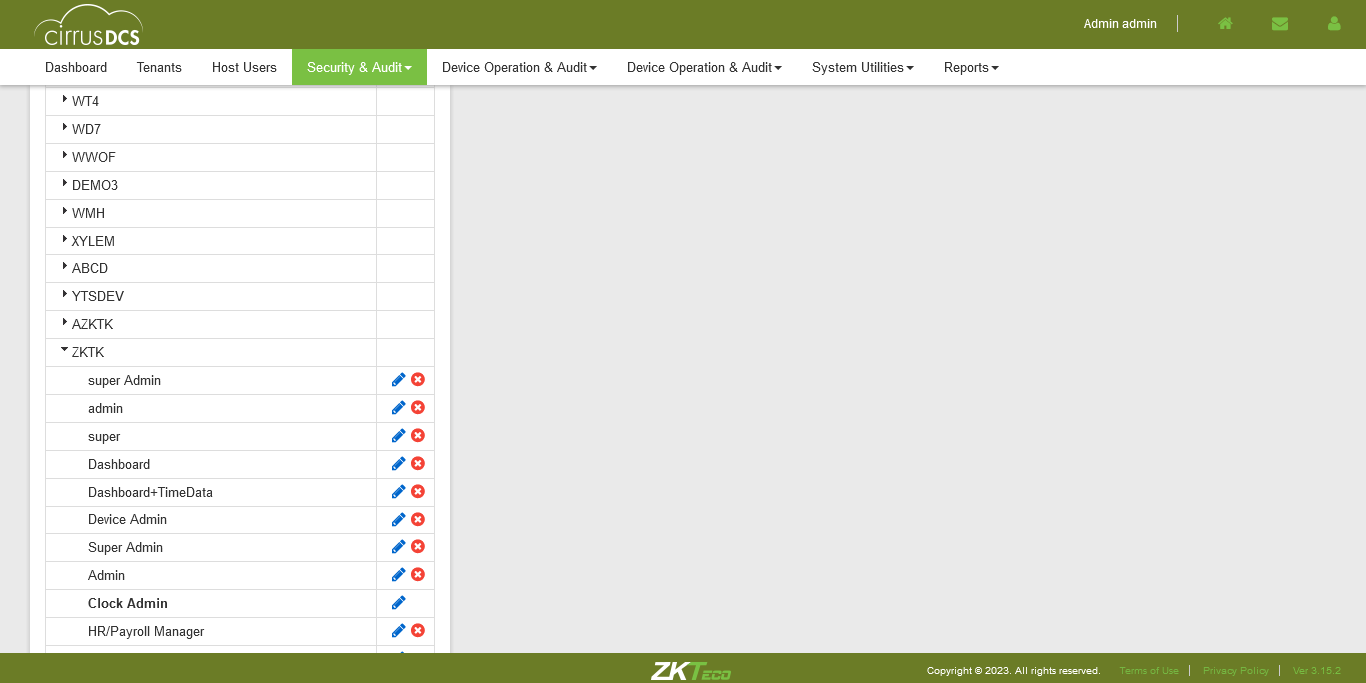 cirrusDCS
Admin admin
Dashboard Tenants Host Users Security & Audit Device Operation & Audit Device Operation & Audit System Utilities Reports
WT4
WD7
WWOF
DEMO3
WMH
XYLEM
ABCD
YTSDEV
AZKTK
ZKTK
super Admin
admin
super
Dashboard
Dashboard+TimeData
Device Admin
Super Admin
Admin
Clock Admin
HR/Payroll Manager
ZKTECO
Copyright © 2023. All rights reserved. Terms of Use Privacy Policy Ver 3.15.2